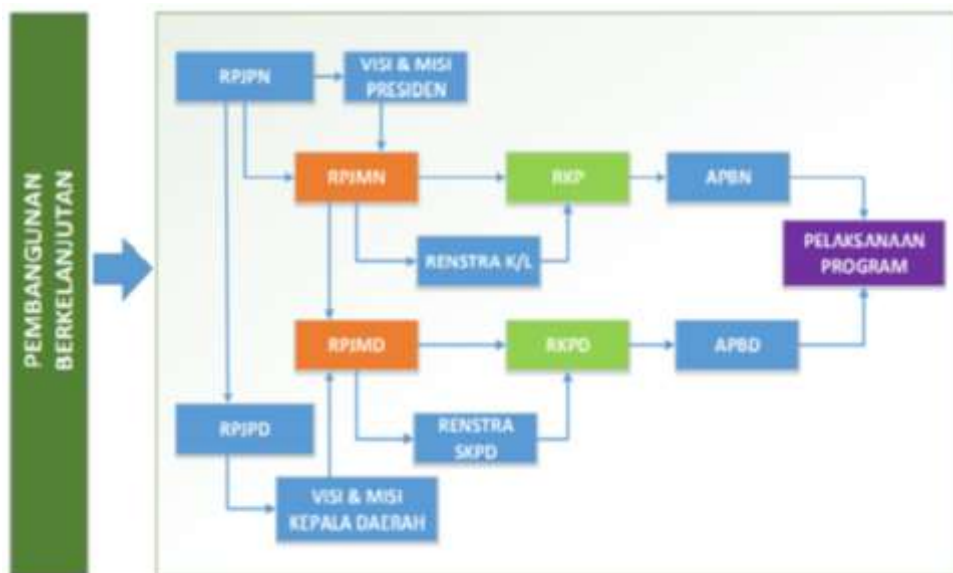 PEMBANGUNAN
BERKELANJUTAN
RPJPN
VISI & MISI
PRESIDEN
RPJMN
RKP
APBN
RENSTRA K/L
PELAKSANAAN
PROGRAM
RPJMD
RKPD
APBD
RPJPD
RENSTRA
SKPD
VISI & MISI
KEPALA DAERAH